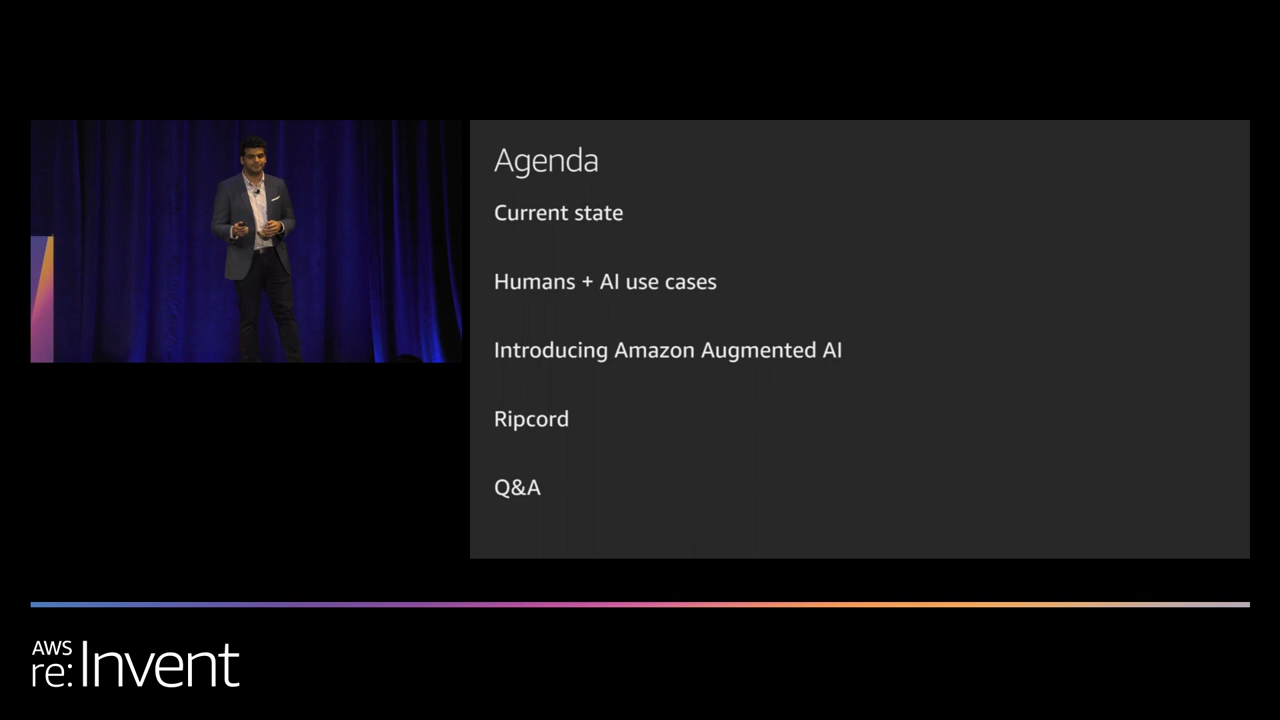 Agenda
Current state
Humans + AI use cases
Introducing Amazon Augmented AI
Ripcord
Q&A
AWS
re:Invent